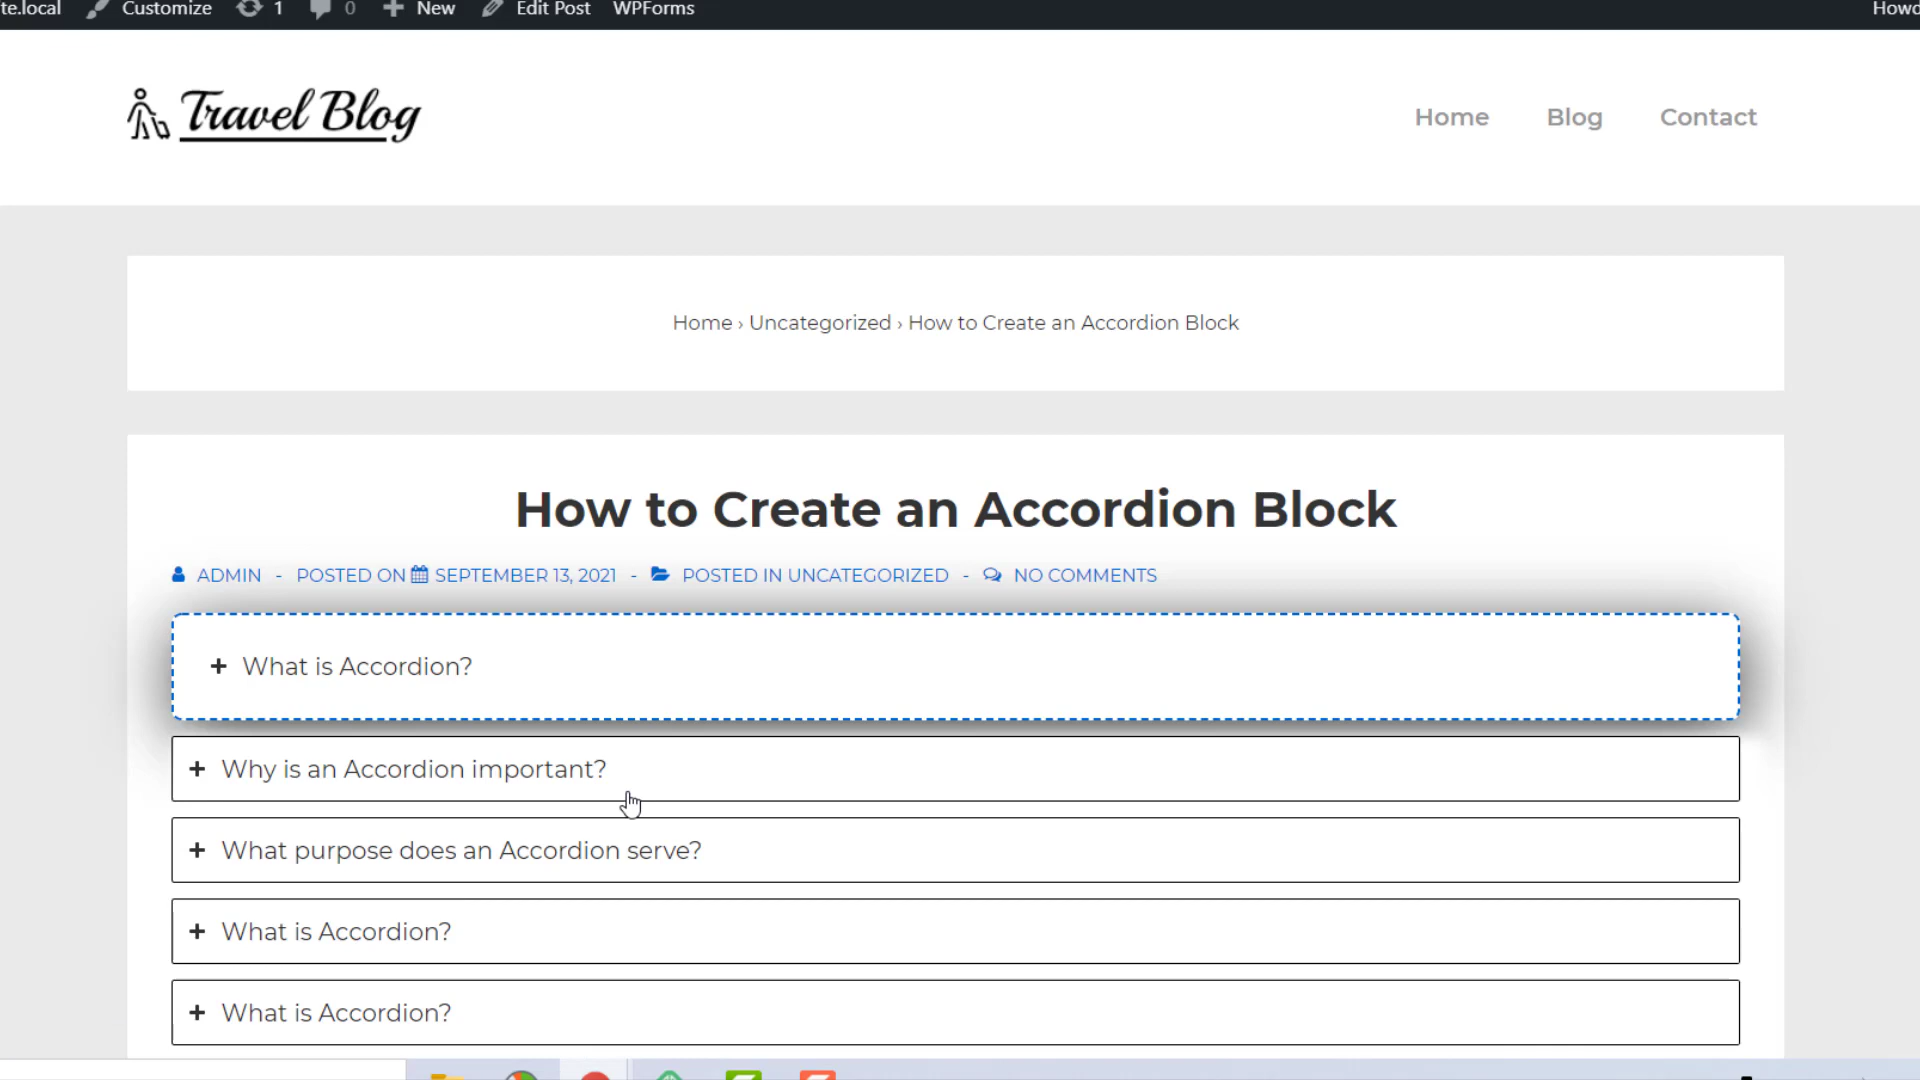 te.local Customize 1 0 New Edit Post WPForms Howd
Travel Blog
Home Blog Contact
Home › Uncategorized › How to Create an Accordion Block
How to Create an Accordion Block
ADMIN - POSTED ON SEPTEMBER 13, 2021 - POSTED IN UNCATEGORIZED - NO COMMENTS
+ What is Accordion?
+ Why is an Accordion important?
+ What purpose does an Accordion serve?
+ What is Accordion?
+ What is Accordion?